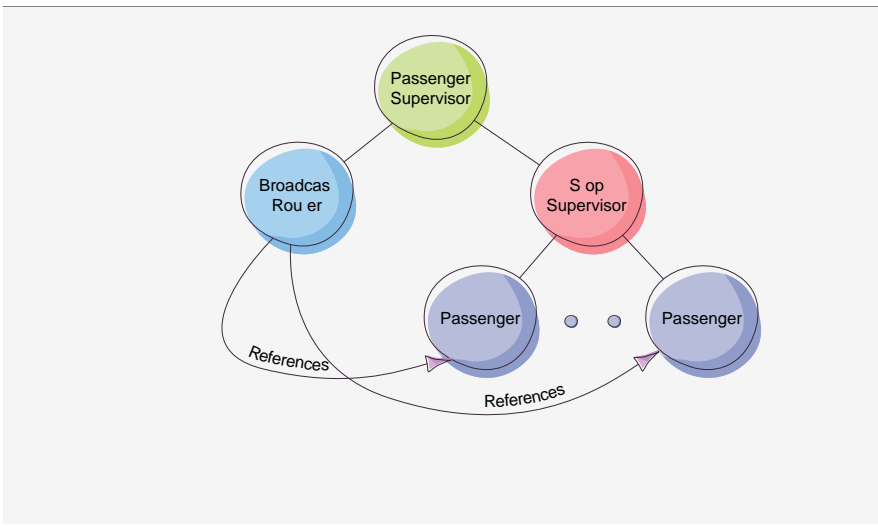 Passenger
Supervisor
Broadcas
Rou er
S op
Supervisor
Passenger
Passenger
References
References